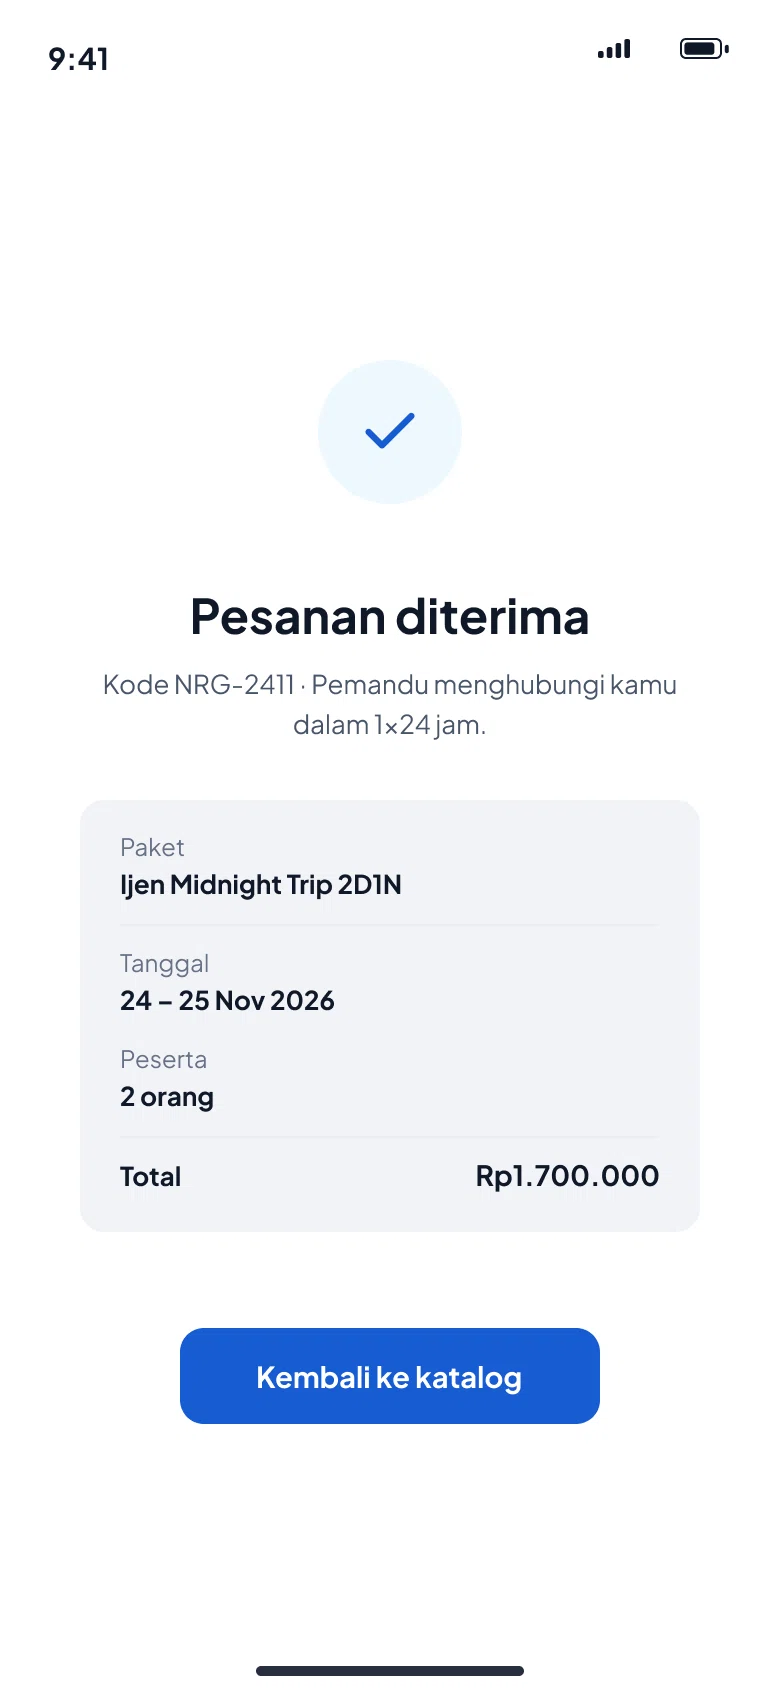 9:41
Pesanan diterima
Kode NRG-2411 · Pemandu menghubungi kamu
dalam 1×24 jam.
Paket
Ijen Midnight Trip 2D1N
Tanggal
24 – 25 Nov 2026
Peserta
2 orang
Total Rp1.700.000
Kembali ke katalog